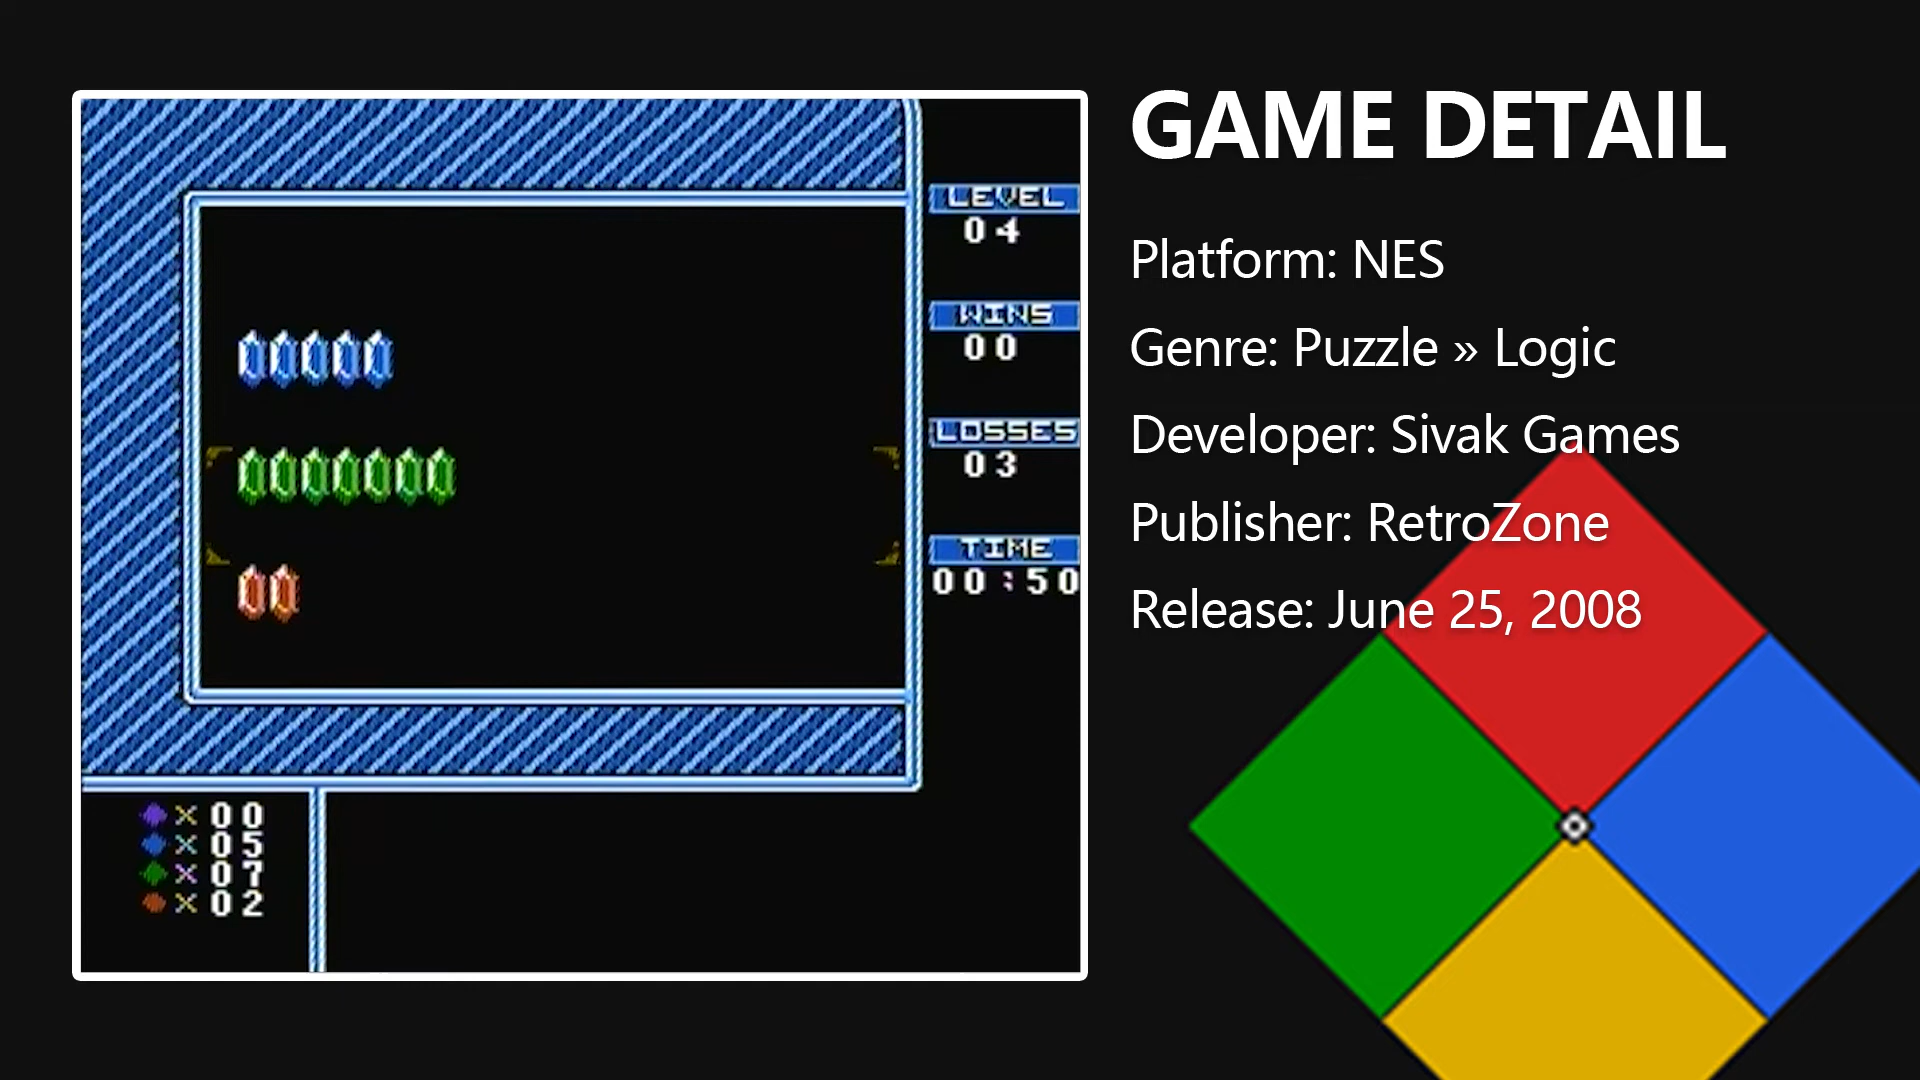 LEVEL
04
WINS
00
LOSSES
03
TIME
00:50
×00
×05
×07
×02
GAME DETAIL
Platform: NES
Genre: Puzzle » Logic
Developer: Sivak Games
Publisher: RetroZone
Release: June 25, 2008